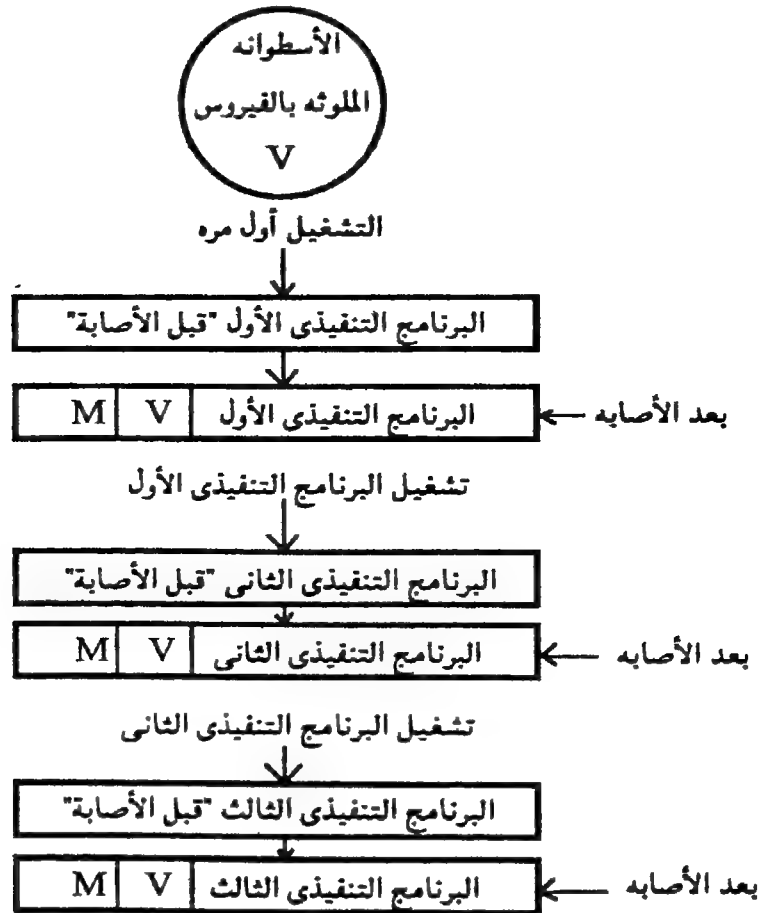 الأسطوانه
الملوثه بالڤيروس
V
التشغيل أول مره
البرنامج التنفيذى الأول "قبل الأصابة"
البرنامج التنفيذى الأول V M بعد الأصابه
تشغيل البرنامج التنفيذى الأول
البرنامج التنفيذى الثانى "قبل الأصابة"
البرنامج التنفيذى الثانى V M بعد الأصابه
تشغيل البرنامج التنفيذى الثانى
البرنامج التنفيذى الثالث "قبل الأصابة"
البرنامج التنفيذى الثالث V M بعد الأصابه